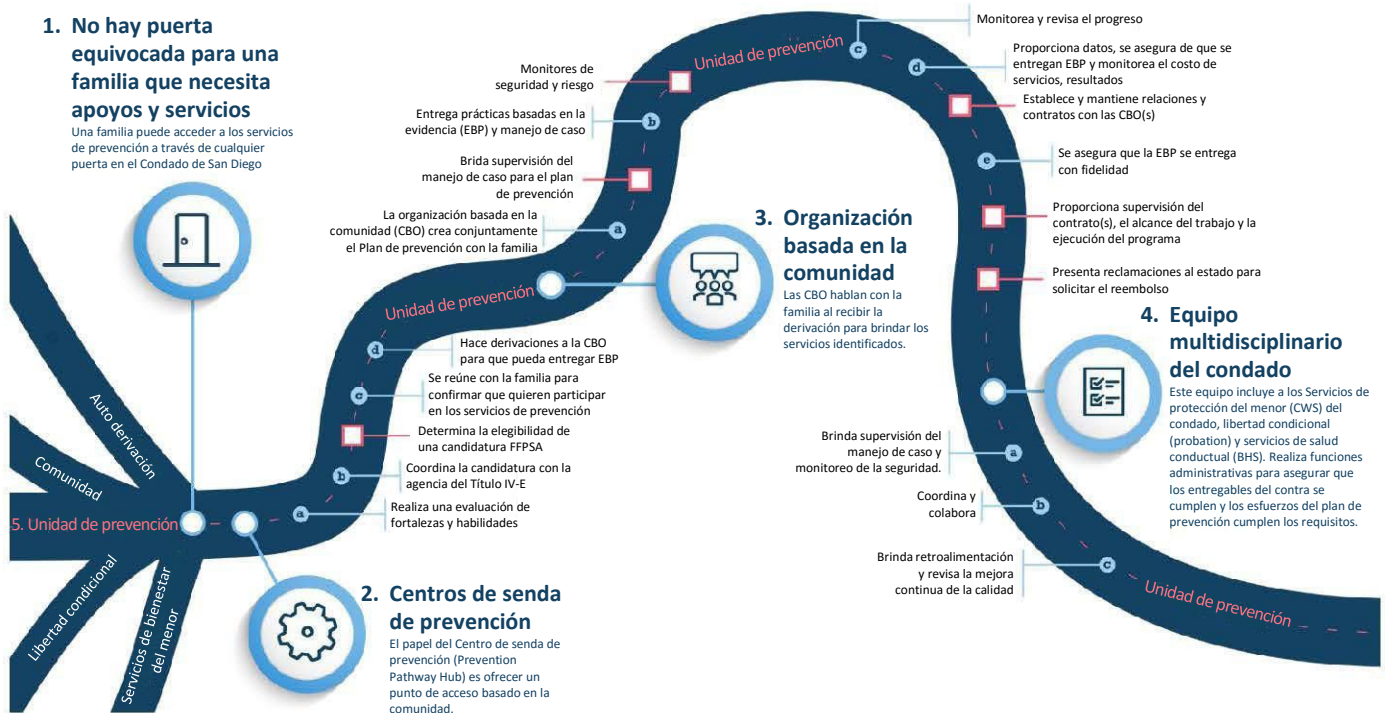 1. No hay puerta
equivocada para una
familia que necesita
apoyos y servicios
Una familia puede acceder a los servicios
de prevención a través de cualquier
puerta en el Condado de San Diego
Auto derivación
Comunidad
5. Unidad de prevención
Libertad condicional
Servicios de bienestar
del menor
2. Centros de senda
de prevención
El papel del Centro de senda de
prevención (Prevention
Pathway Hub) es ofrecer un
punto de acceso basado en la
comunidad.
a
Realiza una evaluación de
fortalezas y habilidades
b
Coordina la candidatura con la
agencia del Título IV-E
Determina la elegibilidad de
una candidatura FFPSA
c
Se reúne con la familia para
confirmar que quieren participar
en los servicios de prevención
d
Hace derivaciones a la CBO
para que pueda entregar EBP
Unidad de prevención
3. Organización
basada en la
comunidad
Las CBO hablan con la
familia al recibir la
derivación para brindar los
servicios identificados.
a
La organización basada en la
comunidad (CBO) crea conjuntamente
el Plan de prevención con la familia
Brida supervisión del
manejo de caso para el plan
de prevención
b
Entrega prácticas basadas en la
evidencia (EBP) y manejo de caso
Monitores de
seguridad y riesgo
Unidad de prevención
c
Monitorea y revisa el progreso
d
Proporciona datos, se asegura de que se
entregan EBP y monitorea el costo de
servicios, resultados
Establece y mantiene relaciones y
contratos con las CBO(s)
e
Se asegura que la EBP se entrega
con fidelidad
Proporciona supervisión del
contrato(s), el alcance del trabajo y la
ejecución del programa
Presenta reclamaciones al estado para
solicitar el reembolso
4. Equipo
multidisciplinario
del condado
Este equipo incluye a los Servicios de
protección del menor (CWS) del
condado, libertad condicional
(probation) y servicios de salud
conductual (BHS). Realiza funciones
administrativas para asegurar que
los entregables del contra se
cumplen y los esfuerzos del plan de
prevención cumplen los requisitos.
a
Brinda supervisión del
manejo de caso y
monitoreo de la seguridad.
b
Coordina y
colabora
c
Brinda retroalimentación
y revisa la mejora
continua de la calidad
Unidad de prevención